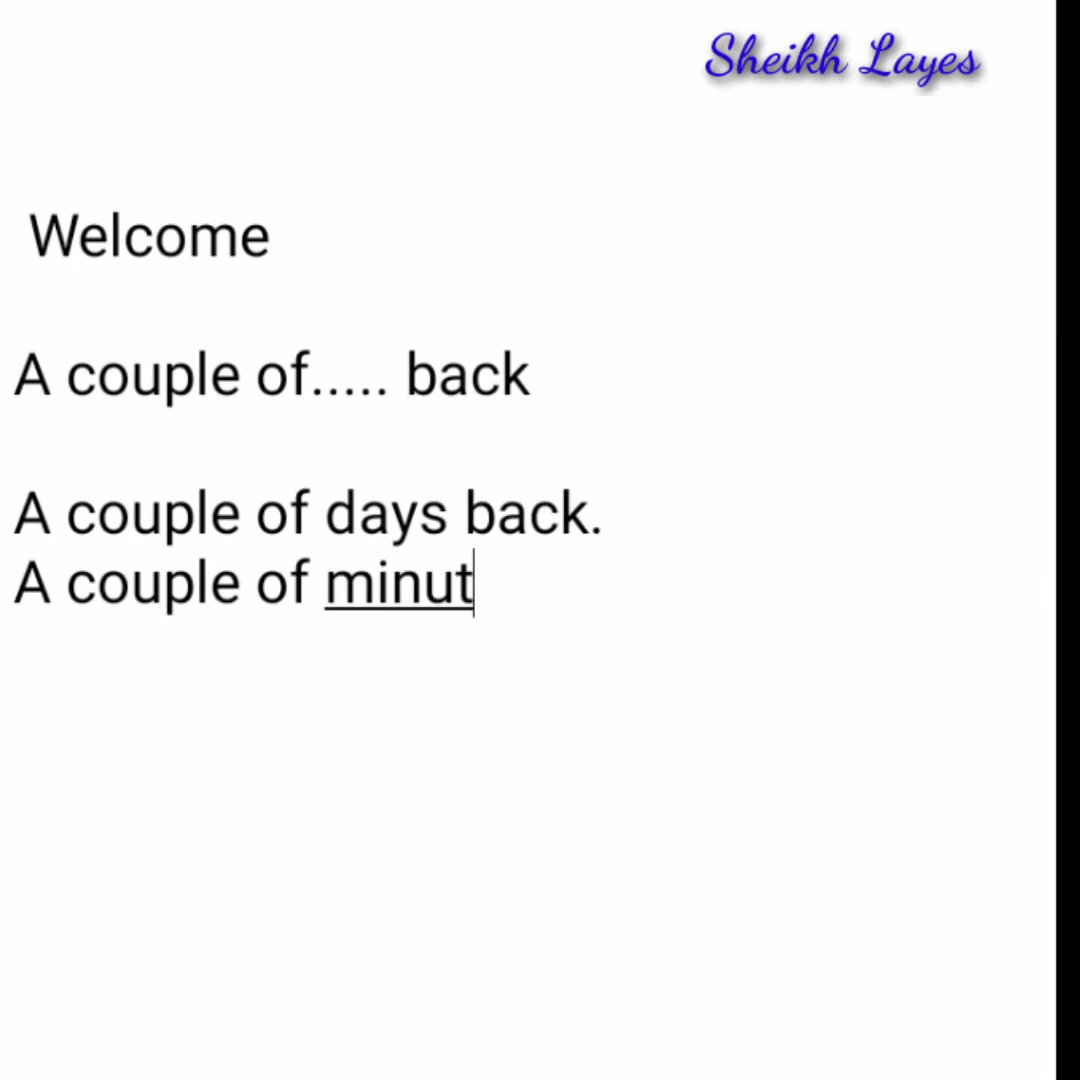 Sheikh Layes
Welcome
A couple of..... back
A couple of days back.
A couple of minut